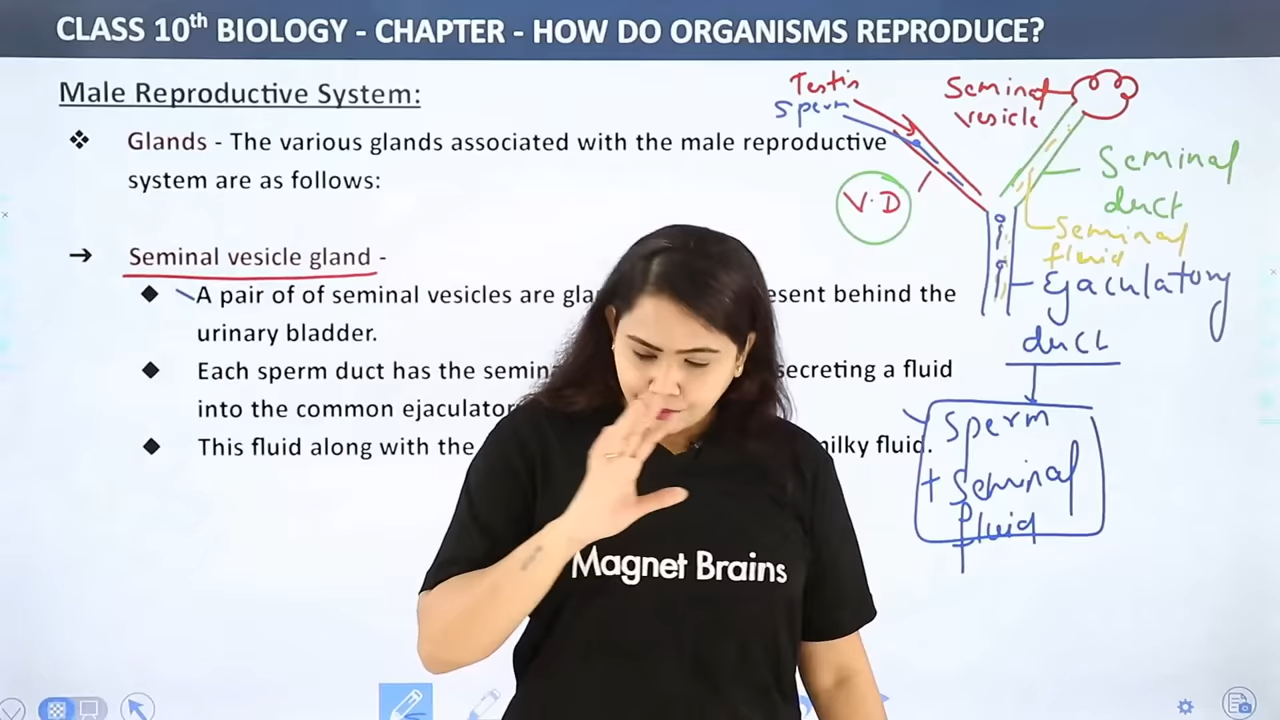 CLASS 10th BIOLOGY - CHAPTER - HOW DO ORGANISMS REPRODUCE?
Male Reproductive System:
❖ Glands - The various glands associated with the male reproductive
system are as follows:
→ Seminal vesicle gland -
◆ A pair of of seminal vesicles are gla
esent behind the
urinary bladder.
◆ Each sperm duct has the semin
secreting a fluid
into the common ejaculator
◆ This fluid along with the
milky fluid.
Testis
Sperm
V.D
Seminal
vesicle
Seminal
duct
Seminal
fluid
Ejaculatory
duct
Sperm
+ Seminal
fluid
Magnet Brains